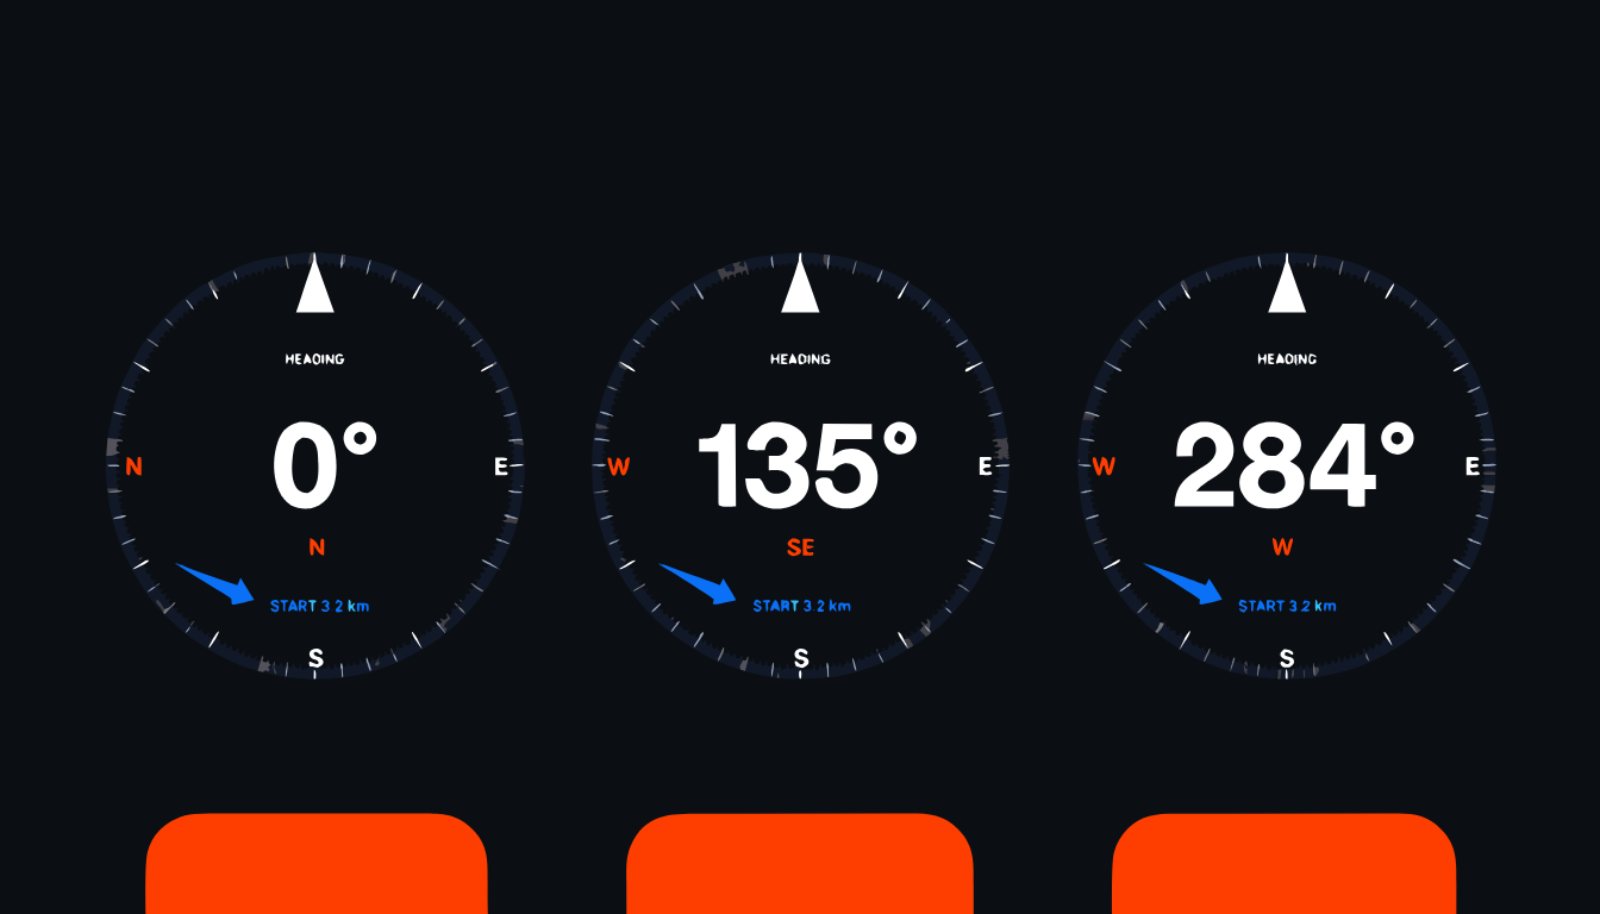 HEADING HEADING HEADING
N 0° E W 135° E W 284° E
N SE W
START 3.2 km START 3.2 km START 3.2 km
S S S